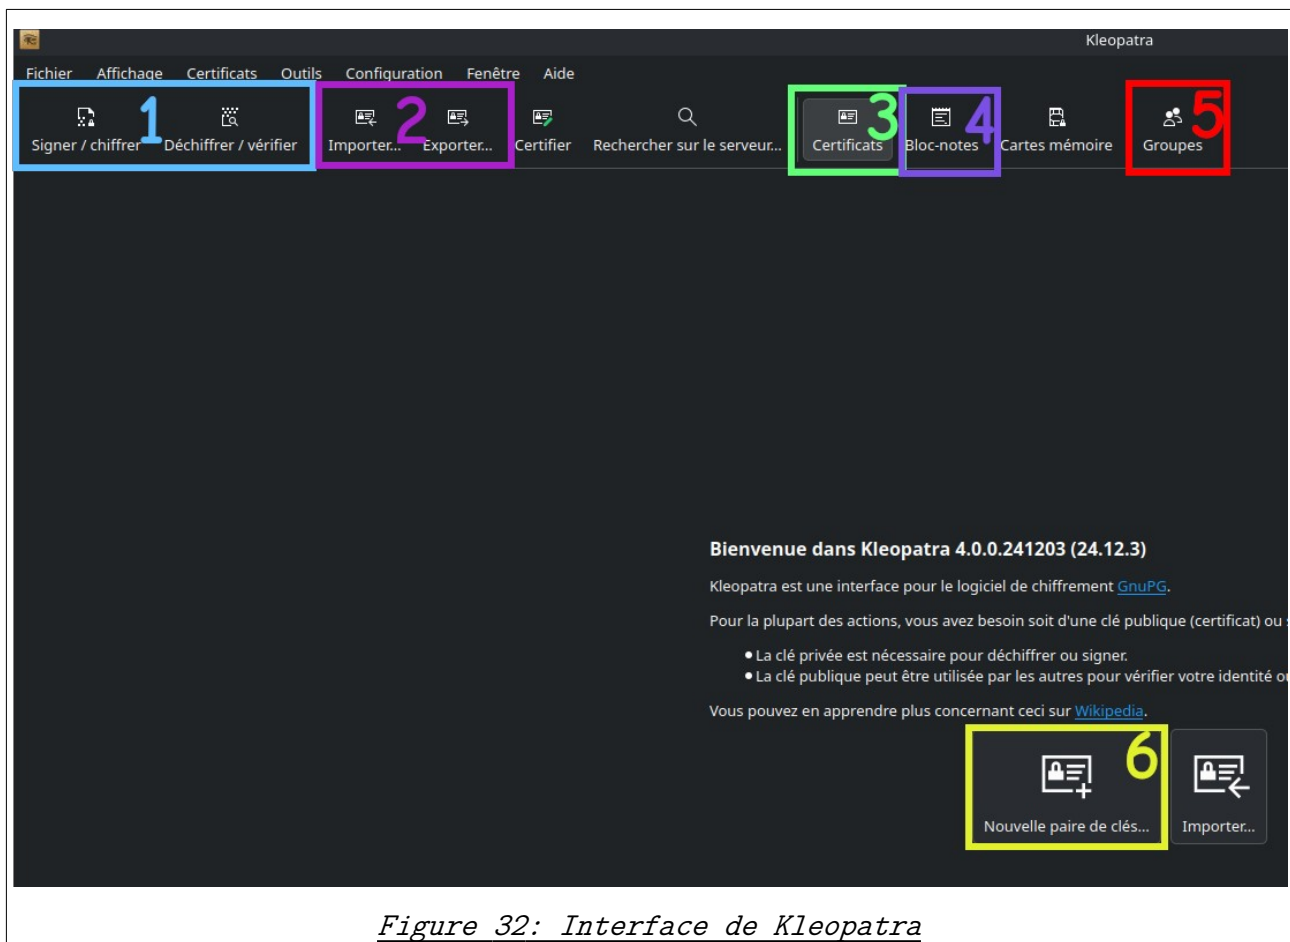 Kleopatra
Fichier Affichage Certificats Outils Configuration Fenêtre Aide
1 2 3 4 5
Signer / chiffrer Déchiffrer / vérifier Importer... Exporter... Certifier Rechercher sur le serveur... Certificats Bloc-notes Cartes mémoire Groupes
Bienvenue dans Kleopatra 4.0.0.241203 (24.12.3)
Kleopatra est une interface pour le logiciel de chiffrement GnuPG.
Pour la plupart des actions, vous avez besoin soit d'une clé publique (certificat) ou
• La clé privée est nécessaire pour déchiffrer ou signer.
• La clé publique peut être utilisée par les autres pour vérifier votre identité
Vous pouvez en apprendre plus concernant ceci sur Wikipedia.
6
Nouvelle paire de clés... Importer...
Figure 32: Interface de Kleopatra